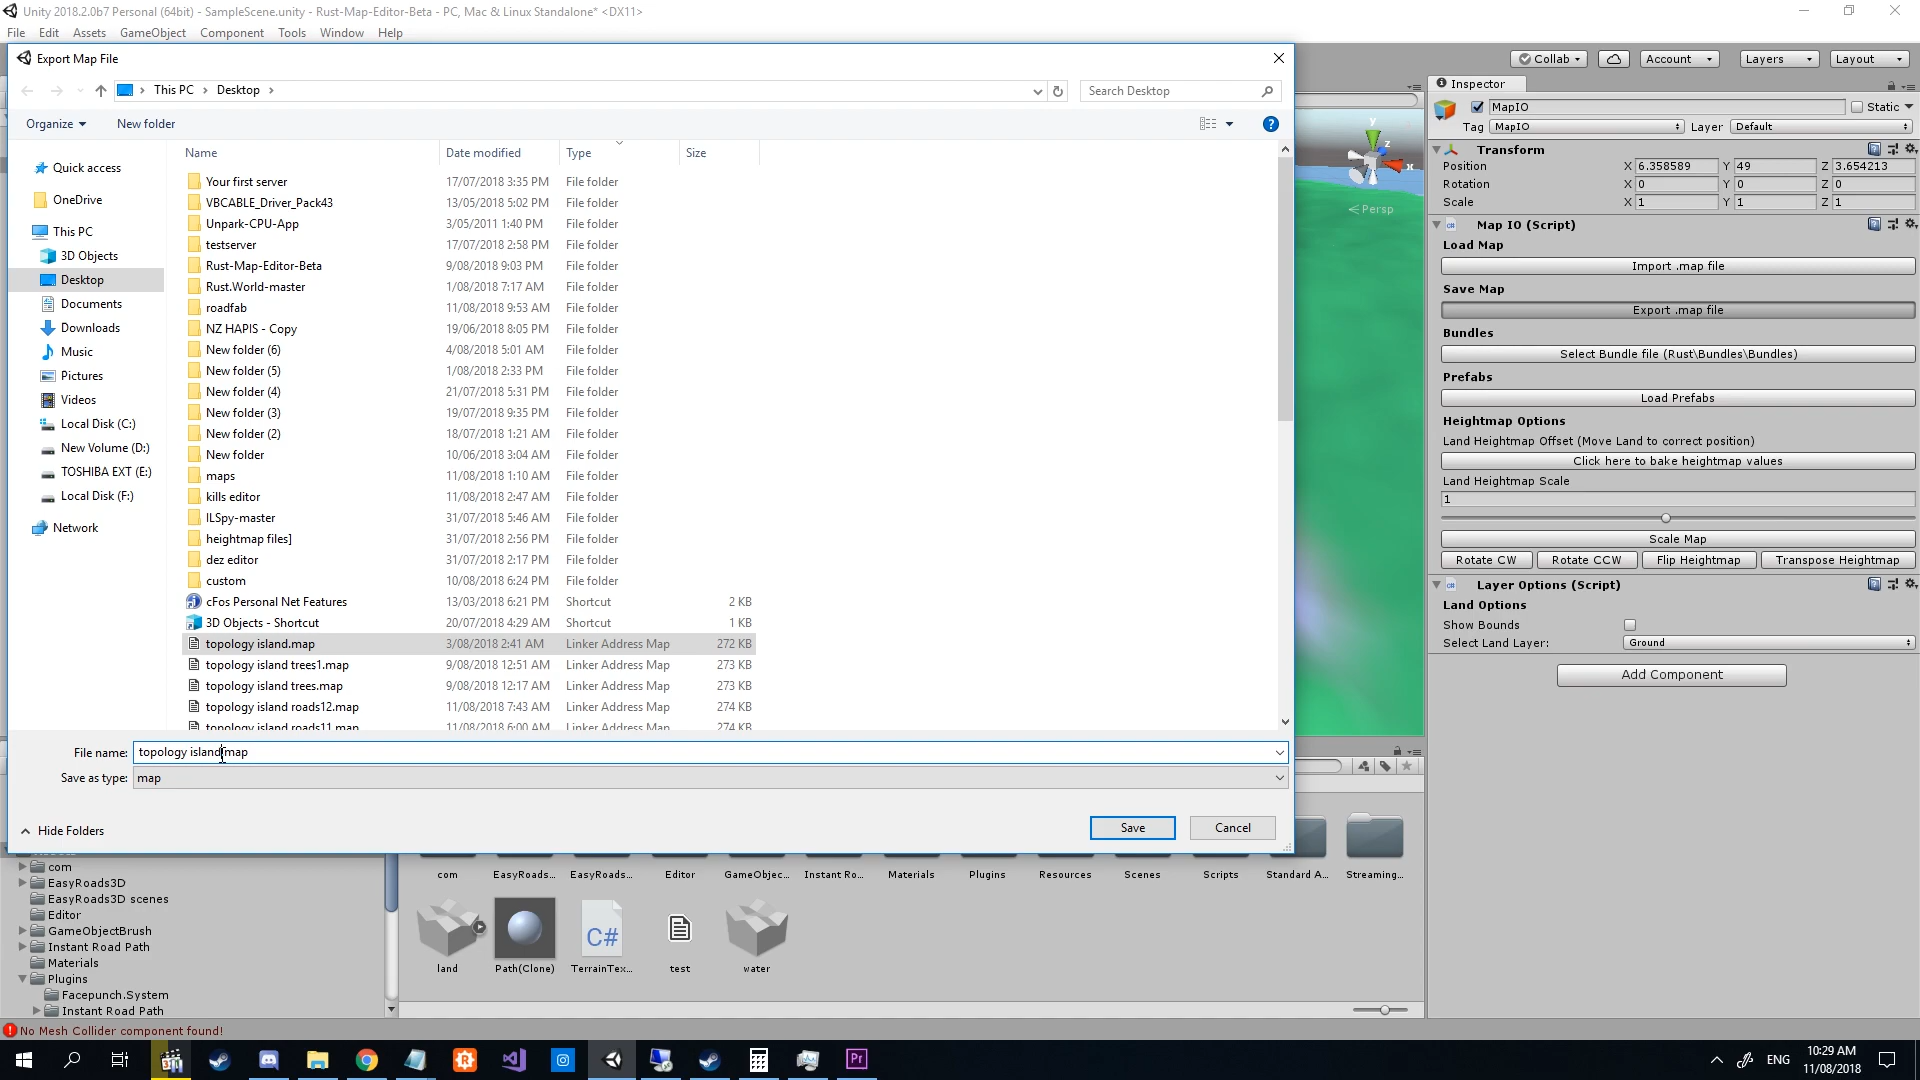 Unity 2018.2.0b7 Personal (64bit) - SampleScene.unity - Rust-Map-Editor-Beta - PC, Mac & Linux Standalone* <DX11>
File Edit Assets GameObject Component Tools Window Help
Export Map File
Collab Account Layers Layout
This PC Desktop
Search Desktop
Organize New folder
Name Date modified Type Size
Quick access
OneDrive
This PC
3D Objects
Desktop
Documents
Downloads
Music
Pictures
Videos
Local Disk (C:)
New Volume (D:)
TOSHIBA EXT (E:)
Local Disk (F:)
Network
Your first server 17/07/2018 3:35 PM File folder
VBCABLE_Driver_Pack43 13/05/2018 5:02 PM File folder
Unpark-CPU-App 3/05/2011 1:40 PM File folder
testserver 17/07/2018 2:58 PM File folder
Rust-Map-Editor-Beta 9/08/2018 9:03 PM File folder
Rust.World-master 1/08/2018 7:17 AM File folder
roadfab 11/08/2018 9:53 AM File folder
NZ HAPIS - Copy 19/06/2018 8:05 PM File folder
New folder (6) 4/08/2018 5:01 AM File folder
New folder (5) 1/08/2018 2:33 PM File folder
New folder (4) 21/07/2018 5:31 PM File folder
New folder (3) 19/07/2018 9:35 PM File folder
New folder (2) 18/07/2018 1:21 AM File folder
New folder 10/06/2018 3:04 AM File folder
maps 11/08/2018 1:10 AM File folder
kills editor 11/08/2018 2:47 AM File folder
ILSpy-master 31/07/2018 5:46 AM File folder
heightmap files] 31/07/2018 2:56 PM File folder
dez editor 31/07/2018 2:17 PM File folder
custom 10/08/2018 6:24 PM File folder
cFos Personal Net Features 13/03/2018 6:21 PM Shortcut 2 KB
3D Objects - Shortcut 20/07/2018 4:29 AM Shortcut 1 KB
topology island.map 3/08/2018 2:41 AM Linker Address Map 272 KB
topology island trees1.map 9/08/2018 12:51 AM Linker Address Map 273 KB
topology island trees.map 9/08/2018 12:17 AM Linker Address Map 273 KB
topology island roads12.map 11/08/2018 7:43 AM Linker Address Map 274 KB
topology island roads11.map 11/08/2018 6:00 AM Linker Address Map 274 KB
File name: topology island.map
Save as type: map
Hide Folders
Save Cancel
y
z
x
Persp
Inspector
MapIO Static
Tag MapIO Layer Default
Transform
Position X 6.358589 Y 49 Z 3.654213
Rotation X 0 Y 0 Z 0
Scale X 1 Y 1 Z 1
Map IO (Script)
Load Map
Import .map file
Save Map
Export .map file
Bundles
Select Bundle file (Rust\Bundles\Bundles)
Prefabs
Load Prefabs
Heightmap Options
Land Heightmap Offset (Move Land to correct position)
Click here to bake heightmap values
Land Heightmap Scale
1
Scale Map
Rotate CW Rotate CCW Flip Heightmap Transpose Heightmap
Layer Options (Script)
Land Options
Show Bounds
Select Land Layer: Ground
Add Component
com
EasyRoads3D
EasyRoads3D scenes
Editor
GameObjectBrush
Instant Road Path
Materials
Plugins
Facepunch.System
Instant Road Path
com EasyRoads... EasyRoads... Editor GameObjec... Instant Ro... Materials Plugins Resources Scenes Scripts Standard A... Streaming...
C#
land Path(Clone) TerrainTex... test water
No Mesh Collider component found!
Pr
ENG
10:29 AM
11/08/2018